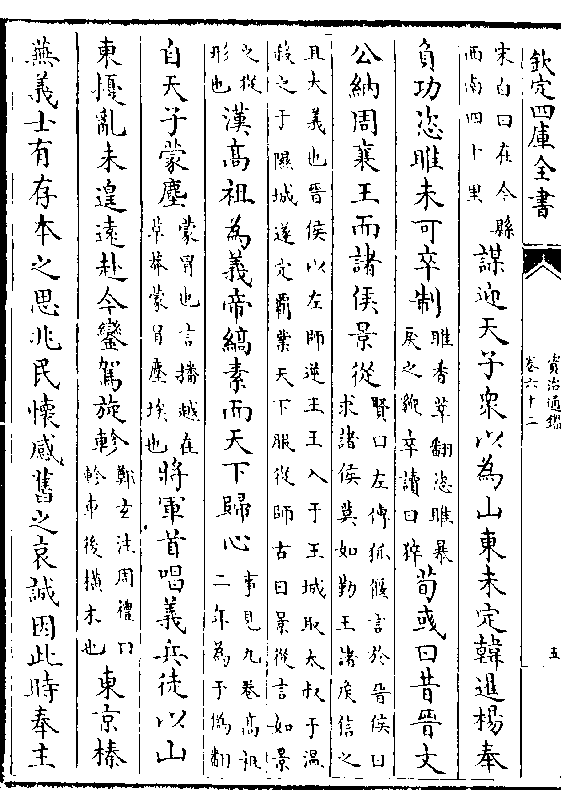 欽定四庫全書
資治通鑑
卷六十二
五
宋白曰在今縣
西南四十里
謀迎天子衆以為山東未定韓暹楊奉
負功恣睢未可卒制
睢香萃翻恣睢暴
戾之貌卒讀曰猝
荀彧曰昔晉文
公納周襄王而諸侯景從
賢曰左傳狐偃言於晉侯曰
求諸侯莫如勤王諸侯信之
且大義也晉侯以左師逆王王入于王城取太叔于溫
殺之于隰城遂定霸業天下服從師古曰景從言如景
之從
形也
漢高祖為義帝縞素而天下歸心
事見九卷高祖
二年為于偽翻
自天子蒙塵
蒙冒也言播越在
草莽蒙冒塵埃也
將軍首唱義兵徒以山
東擾亂未遑遠赴今鑾駕旋軫
鄭玄注周禮曰
軫車後橫木也
東京榛
蕪義士有存本之思兆民懷感舊之哀誠因此時奉主